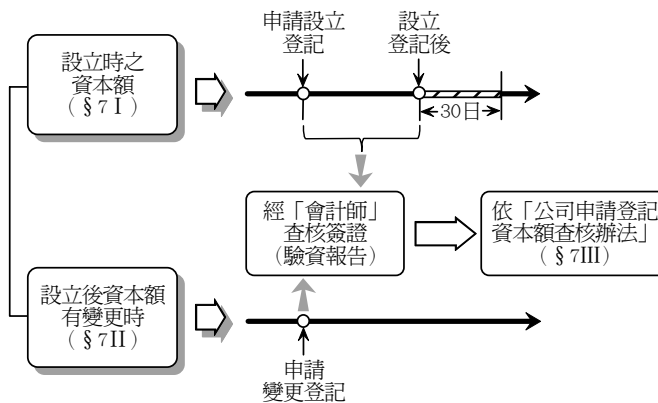 申請設立
登記
設立
登記後
設立時之
資本額
（§7I）
30日
經「會計師」
查核簽證
（驗資報告）
依「公司申請登記
資本額查核辦法」
（§7III）
設立後資本額
有變更時
（§7II）
申請
變更登記